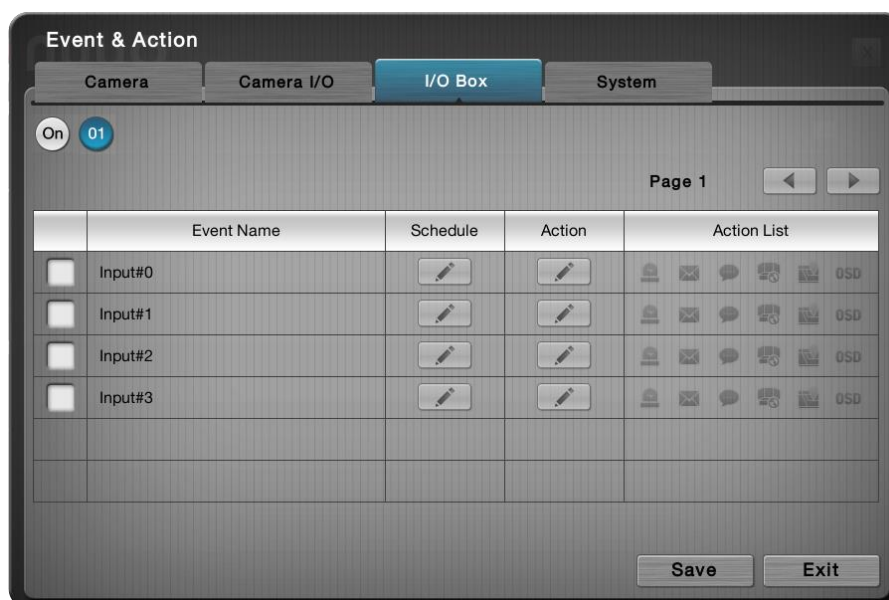 Event & Action
Camera Camera I/O I/O Box System
On 01
Page 1
Event Name Schedule Action Action List
Input#0 OSD
Input#1 OSD
Input#2 OSD
Input#3 OSD
Save Exit